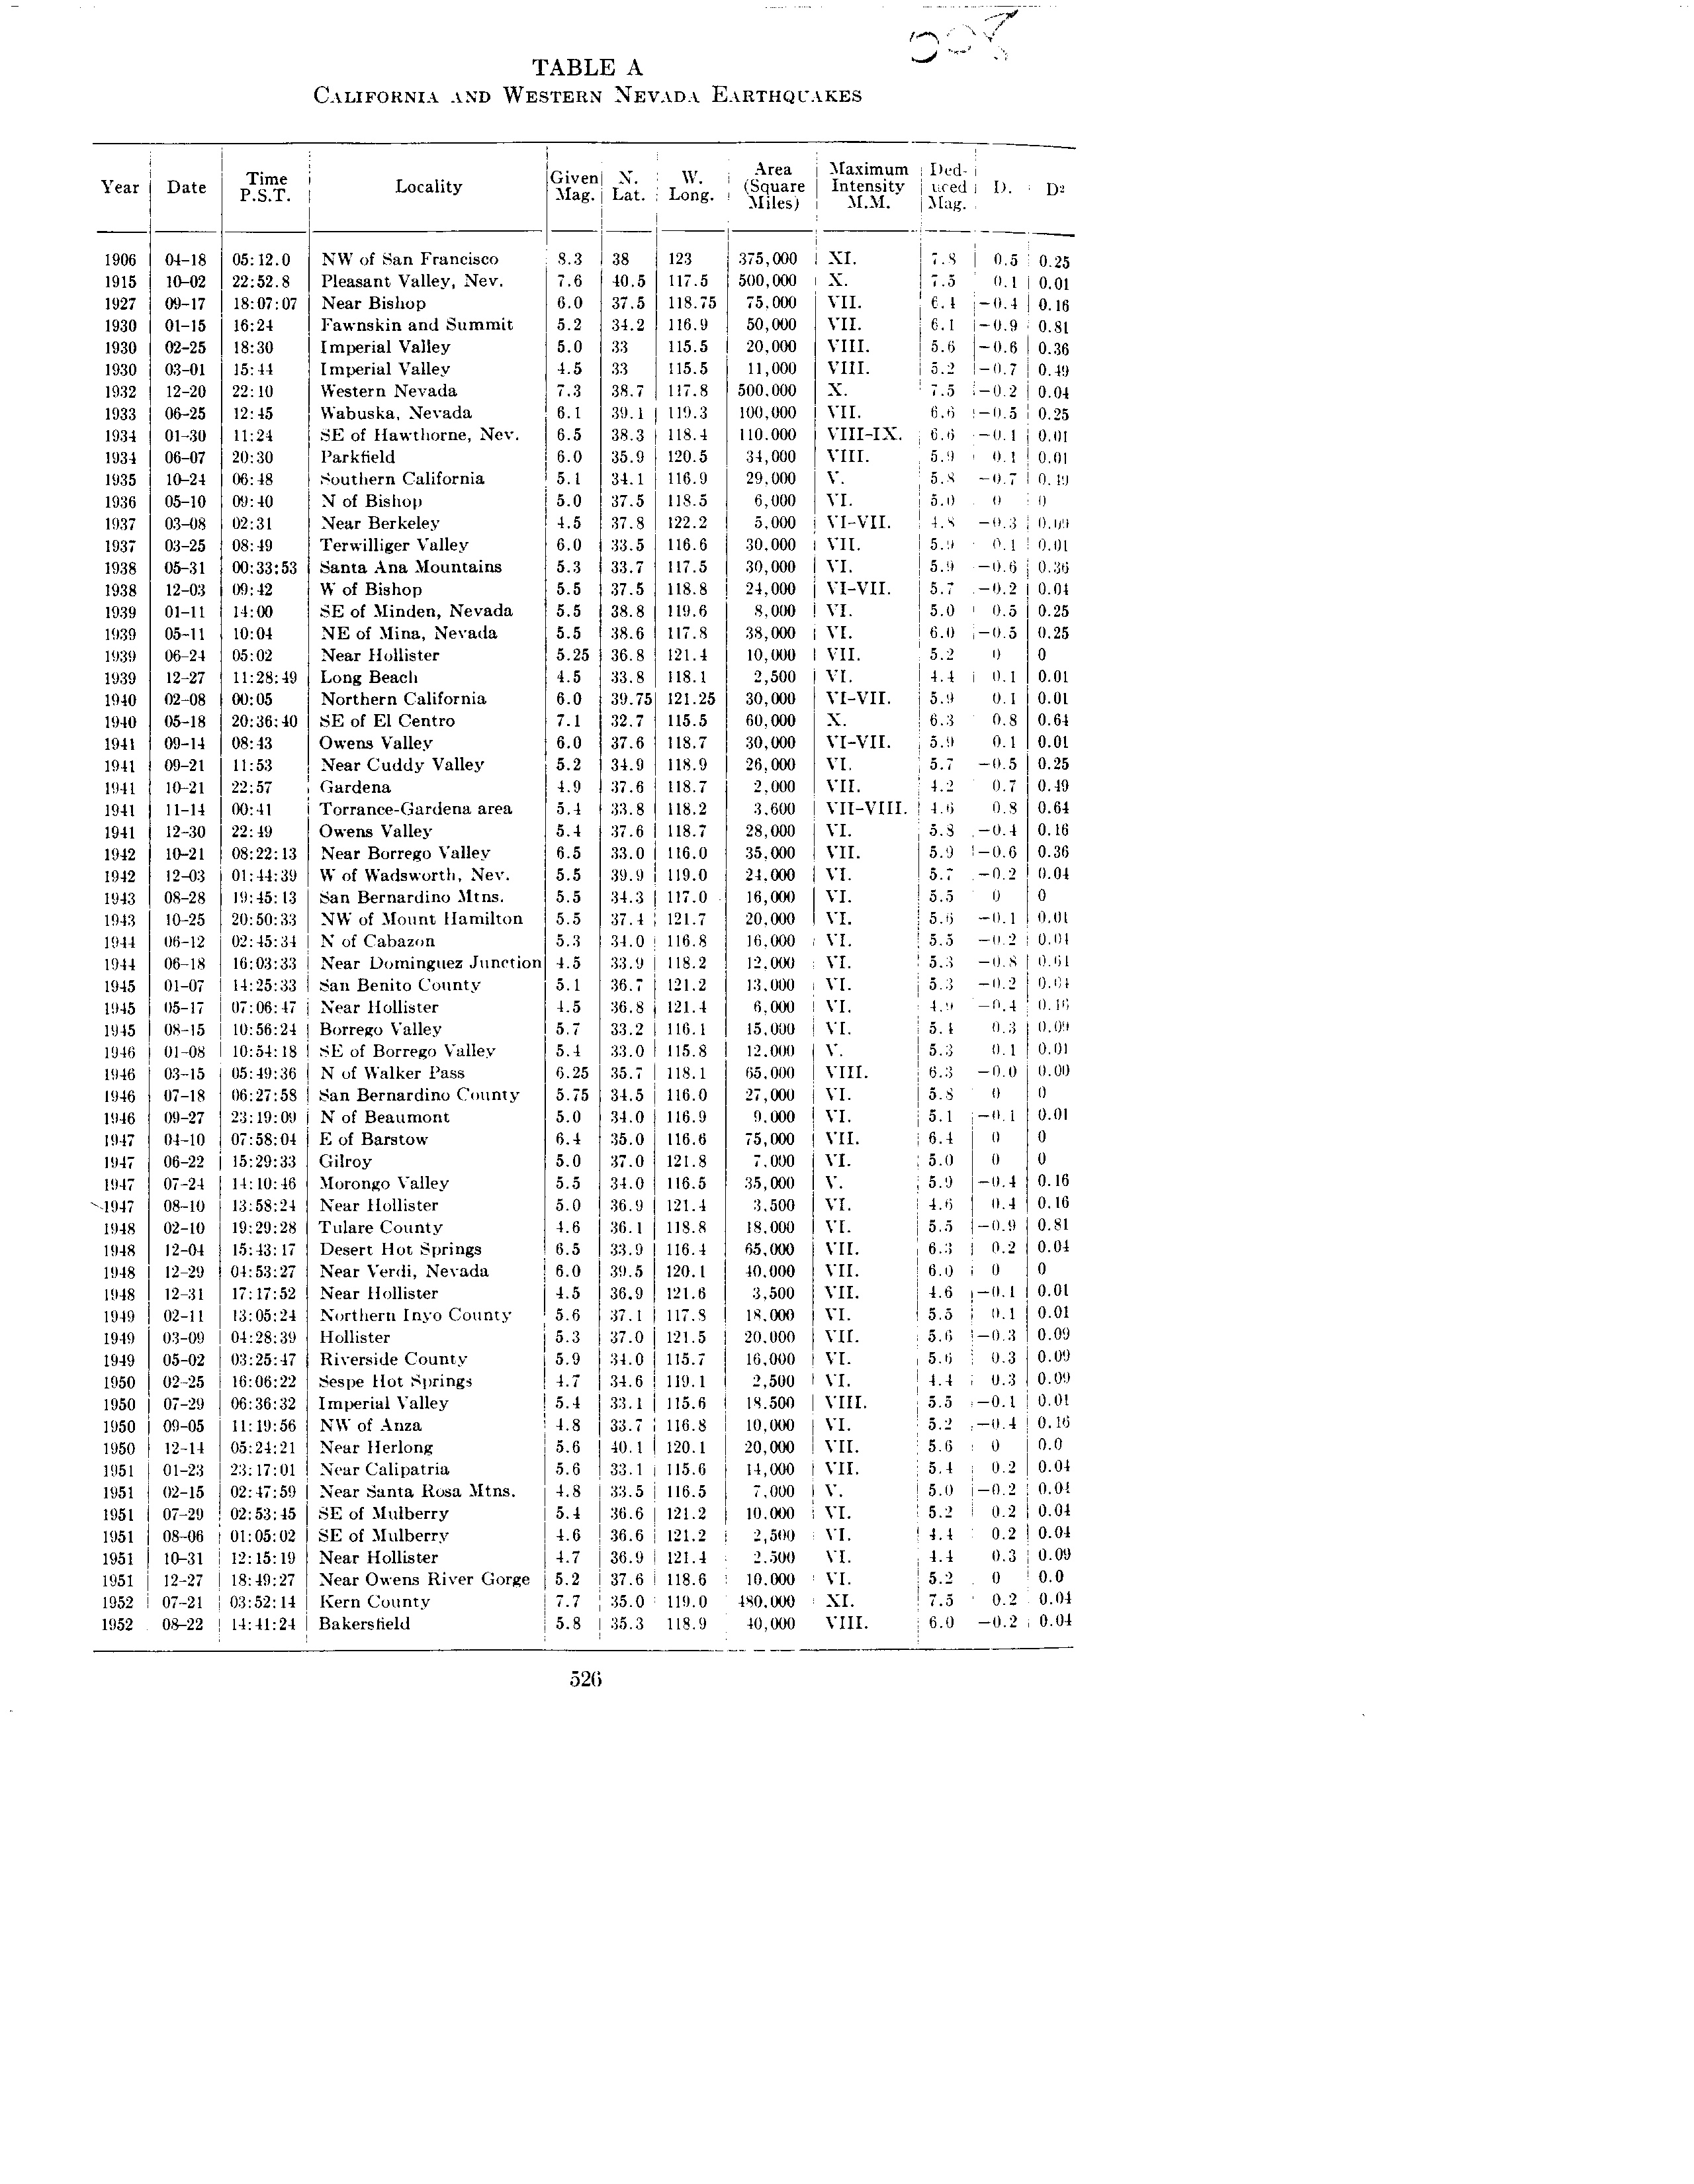 TABLE A
CALIFORNIA AND WESTERN NEVADA EARTHQUAKES
Year Date Time P.S.T. Locality Given Mag. N. Lat. W. Long. Area (Square Miles) Maximum Intensity M.M. Ded-uced Mag. D. D²
1906 04-18 05:12.0 NW of San Francisco 8.3 38 123 375,000 XI. 7.8 0.5 0.25
1915 10-02 22:52.8 Pleasant Valley, Nev. 7.6 40.5 117.5 500,000 X. 7.5 0.1 0.01
1927 09-17 18:07:07 Near Bishop 6.0 37.5 118.75 75,000 VII. 6.4 -0.4 0.16
1930 01-15 16:24 Fawnskin and Summit 5.2 34.2 116.9 50,000 VII. 6.1 -0.9 0.81
1930 02-25 18:30 Imperial Valley 5.0 33 115.5 20,000 VIII. 5.6 -0.6 0.36
1930 03-01 15:44 Imperial Valley 4.5 33 115.5 11,000 VIII. 5.2 -0.7 0.49
1932 12-20 22:10 Western Nevada 7.3 38.7 117.8 500,000 X. 7.5 -0.2 0.04
1933 06-25 12:45 Wabuska, Nevada 6.1 39.1 119.3 100,000 VII. 6.6 -0.5 0.25
1934 01-30 11:24 SE of Hawthorne, Nev. 6.5 38.3 118.4 110.000 VIII-IX. 6.6 -0.1 0.01
1934 06-07 20:30 Parkfield 6.0 35.9 120.5 34,000 VIII. 5.9 0.1 0.01
1935 10-24 06:48 Southern California 5.1 34.1 116.9 29,000 V. 5.8 -0.7 0.49
1936 05-10 09:40 N of Bishop 5.0 37.5 118.5 6,000 VI. 5.0 0 0
1937 03-08 02:31 Near Berkeley 4.5 37.8 122.2 5,000 VI-VII. 4.8 -0.3 0.09
1937 03-25 08:49 Terwilliger Valley 6.0 33.5 116.6 30,000 VII. 5.9 0.1 0.01
1938 05-31 00:33:53 Santa Ana Mountains 5.3 33.7 117.5 30,000 VI. 5.9 -0.6 0.36
1938 12-03 09:42 W of Bishop 5.5 37.5 118.8 24,000 VI-VII. 5.7 -0.2 0.04
1939 01-11 14:00 SE of Minden, Nevada 5.5 38.8 119.6 8,000 VI. 5.0 0.5 0.25
1939 05-11 10:04 NE of Mina, Nevada 5.5 38.6 117.8 38,000 VI. 6.0 -0.5 0.25
1939 06-24 05:02 Near Hollister 5.25 36.8 121.4 10,000 VII. 5.2 0 0
1939 12-27 11:28:49 Long Beach 4.5 33.8 118.1 2,500 VI. 4.4 0.1 0.01
1940 02-08 00:05 Northern California 6.0 39.75 121.25 30,000 VI-VII. 5.9 0.1 0.01
1940 05-18 20:36:40 SE of El Centro 7.1 32.7 115.5 60,000 X. 6.3 0.8 0.64
1941 09-14 08:43 Owens Valley 6.0 37.6 118.7 30,000 VI-VII. 5.9 0.1 0.01
1941 09-21 11:53 Near Cuddy Valley 5.2 34.9 118.9 26,000 VI. 5.7 -0.5 0.25
1941 10-21 22:57 Gardena 4.9 37.6 118.7 2,000 VII. 4.2 0.7 0.49
1941 11-14 00:41 Torrance-Gardena area 5.4 33.8 118.2 3,600 VII-VIII. 4.6 0.8 0.64
1941 12-30 22:49 Owens Valley 5.4 37.6 118.7 28,000 VI. 5.8 -0.4 0.16
1942 10-21 08:22:13 Near Borrego Valley 6.5 33.0 116.0 35,000 VII. 5.9 -0.6 0.36
1942 12-03 01:44:39 W of Wadsworth, Nev. 5.5 39.9 119.0 24,000 VI. 5.7 -0.2 0.04
1943 08-28 19:45:13 San Bernardino Mtns. 5.5 34.3 117.0 16,000 VI. 5.5 0 0
1943 10-25 20:50:33 NW of Mount Hamilton 5.5 37.4 121.7 20,000 VI. 5.6 -0.1 0.01
1944 06-12 02:45:34 N of Cabazon 5.3 34.0 116.8 16,000 VI. 5.5 -0.2 0.04
1944 06-18 16:03:33 Near Dominguez Junction 4.5 33.9 118.2 12,000 VI. 5.3 -0.8 0.64
1945 01-07 14:25:33 San Benito County 5.1 36.7 121.2 13,000 VI. 5.3 -0.2 0.04
1945 05-17 07:06:47 Near Hollister 4.5 36.8 121.4 6,000 VI. 4.9 -0.4 0.16
1945 08-15 10:56:24 Borrego Valley 5.7 33.2 116.1 15,000 VI. 5.4 0.3 0.09
1946 01-08 10:54:18 SE of Borrego Valley 5.4 33.0 115.8 12,000 V. 5.3 0.1 0.01
1946 03-15 05:49:36 N of Walker Pass 6.25 35.7 118.1 65,000 VIII. 6.3 -0.0 0.00
1946 07-18 06:27:58 San Bernardino County 5.75 34.5 116.0 27,000 VI. 5.8 0 0
1946 09-27 23:19:09 N of Beaumont 5.0 34.0 116.9 9,000 VI. 5.1 -0.1 0.01
1947 04-10 07:58:04 E of Barstow 6.4 35.0 116.6 75,000 VII. 6.4 0 0
1947 06-22 15:29:33 Gilroy 5.0 37.0 121.8 7,000 VI. 5.0 0 0
1947 07-24 14:10:46 Morongo Valley 5.5 34.0 116.5 35,000 V. 5.9 -0.4 0.16
1947 08-10 13:58:24 Near Hollister 5.0 36.9 121.4 3,500 VI. 4.6 0.4 0.16
1948 02-10 19:29:28 Tulare County 4.6 36.1 118.8 18,000 VI. 5.5 -0.9 0.81
1948 12-04 15:43:17 Desert Hot Springs 6.5 33.9 116.4 65,000 VII. 6.3 0.2 0.04
1948 12-29 04:53:27 Near Verdi, Nevada 6.0 39.5 120.1 40,000 VII. 6.0 0 0
1948 12-31 17:17:52 Near Hollister 4.5 36.9 121.6 3,500 VII. 4.6 -0.1 0.01
1949 02-11 13:05:24 Northern Inyo County 5.6 37.1 117.8 18,000 VI. 5.5 0.1 0.01
1949 03-09 04:28:39 Hollister 5.3 37.0 121.5 20,000 VII. 5.6 -0.3 0.09
1949 05-02 03:25:47 Riverside County 5.9 34.0 115.7 16,000 VI. 5.6 0.3 0.09
1950 02-25 16:06:22 Sespe Hot Springs 4.7 34.6 119.1 2,500 VI. 4.4 0.3 0.09
1950 07-29 06:36:32 Imperial Valley 5.4 33.1 115.6 18,500 VIII. 5.5 -0.1 0.01
1950 09-05 11:19:56 NW of Anza 4.8 33.7 116.8 10,000 VI. 5.2 -0.4 0.16
1950 12-14 05:24:21 Near Herlong 5.6 40.1 120.1 20,000 VII. 5.6 0 0.0
1951 01-23 23:17:01 Near Calipatria 5.6 33.1 115.6 14,000 VII. 5.4 0.2 0.04
1951 02-15 02:47:59 Near Santa Rosa Mtns. 4.8 33.5 116.5 7,000 V. 5.0 -0.2 0.04
1951 07-29 02:53:45 SE of Mulberry 5.4 36.6 121.2 10,000 VI. 5.2 0.2 0.04
1951 08-06 01:05:02 SE of Mulberry 4.6 36.6 121.2 2,500 VI. 4.4 0.2 0.04
1951 10-31 12:15:19 Near Hollister 4.7 36.9 121.4 2,500 VI. 4.4 0.3 0.09
1951 12-27 18:49:27 Near Owens River Gorge 5.2 37.6 118.6 10,000 VI. 5.2 0 0.0
1952 07-21 03:52:14 Kern County 7.7 35.0 119.0 480,000 XI. 7.5 0.2 0.04
1952 08-22 14:41:24 Bakersfield 5.8 35.3 118.9 40,000 VIII. 6.0 -0.2 0.04
526